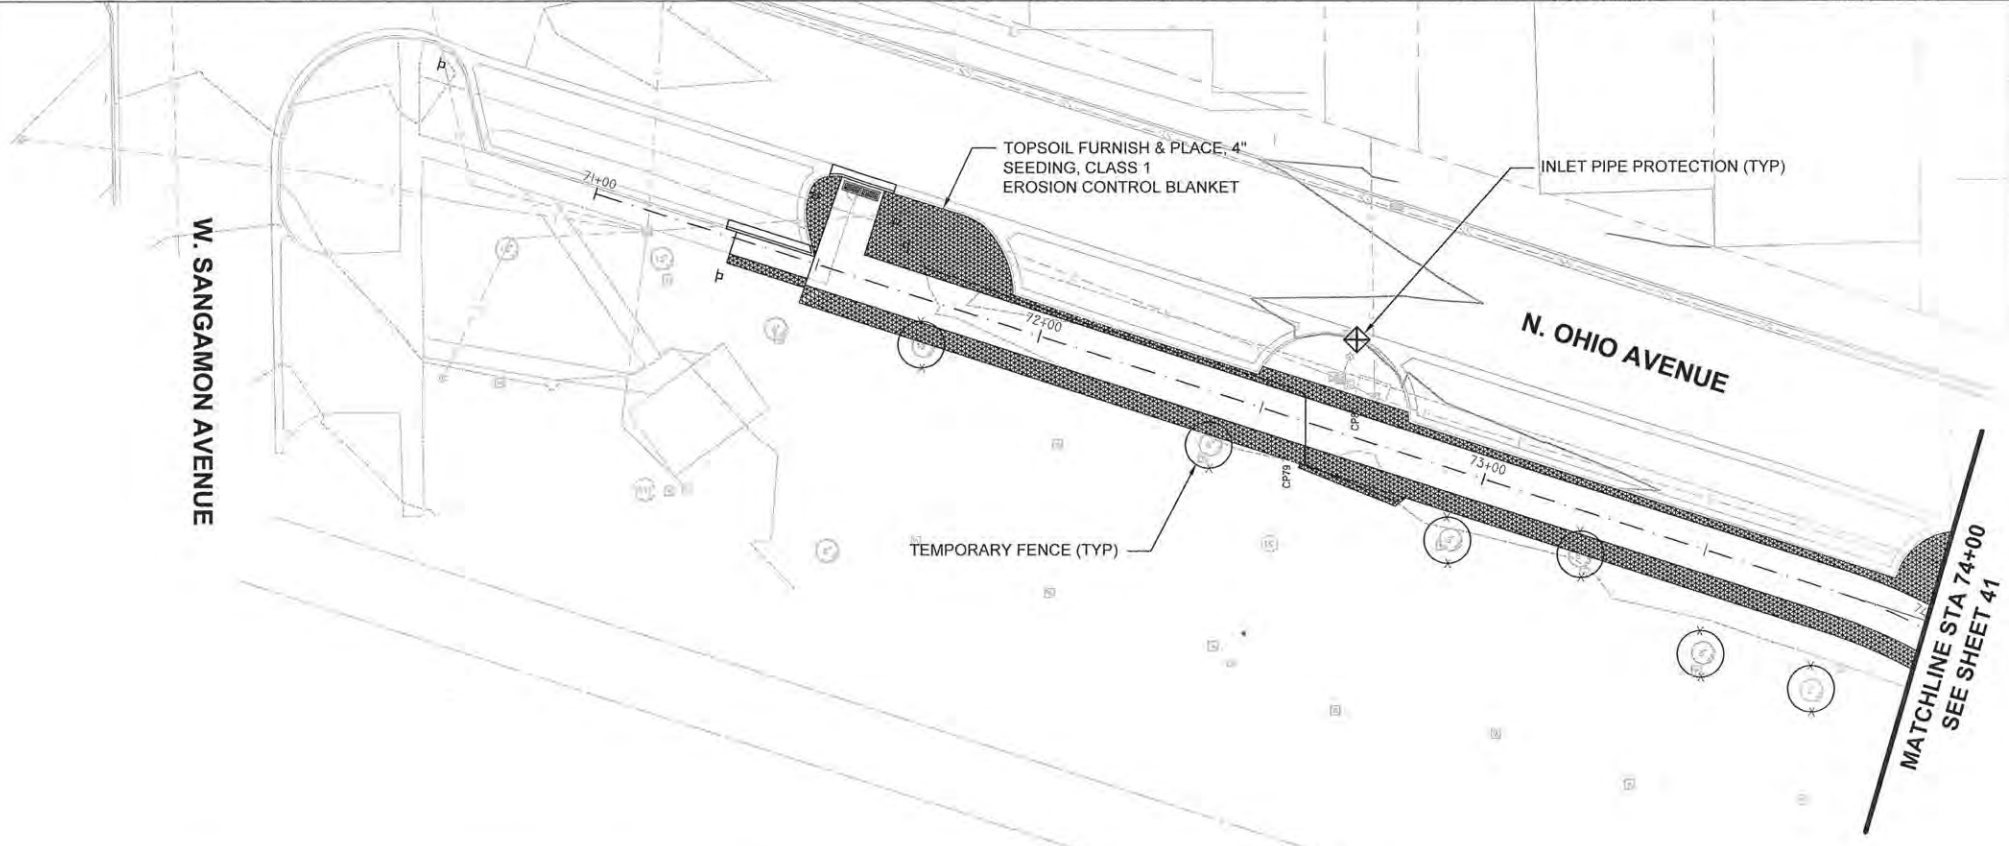 TOPSOIL FURNISH & PLACE, 4"
SEEDING, CLASS 1
EROSION CONTROL BLANKET
INLET PIPE PROTECTION (TYP)
71+00
W. SANGAMON AVENUE
72+00
N. OHIO AVENUE
73+00
CP79
TEMPORARY FENCE (TYP)
MATCHLINE STA 74+00
SEE SHEET 41